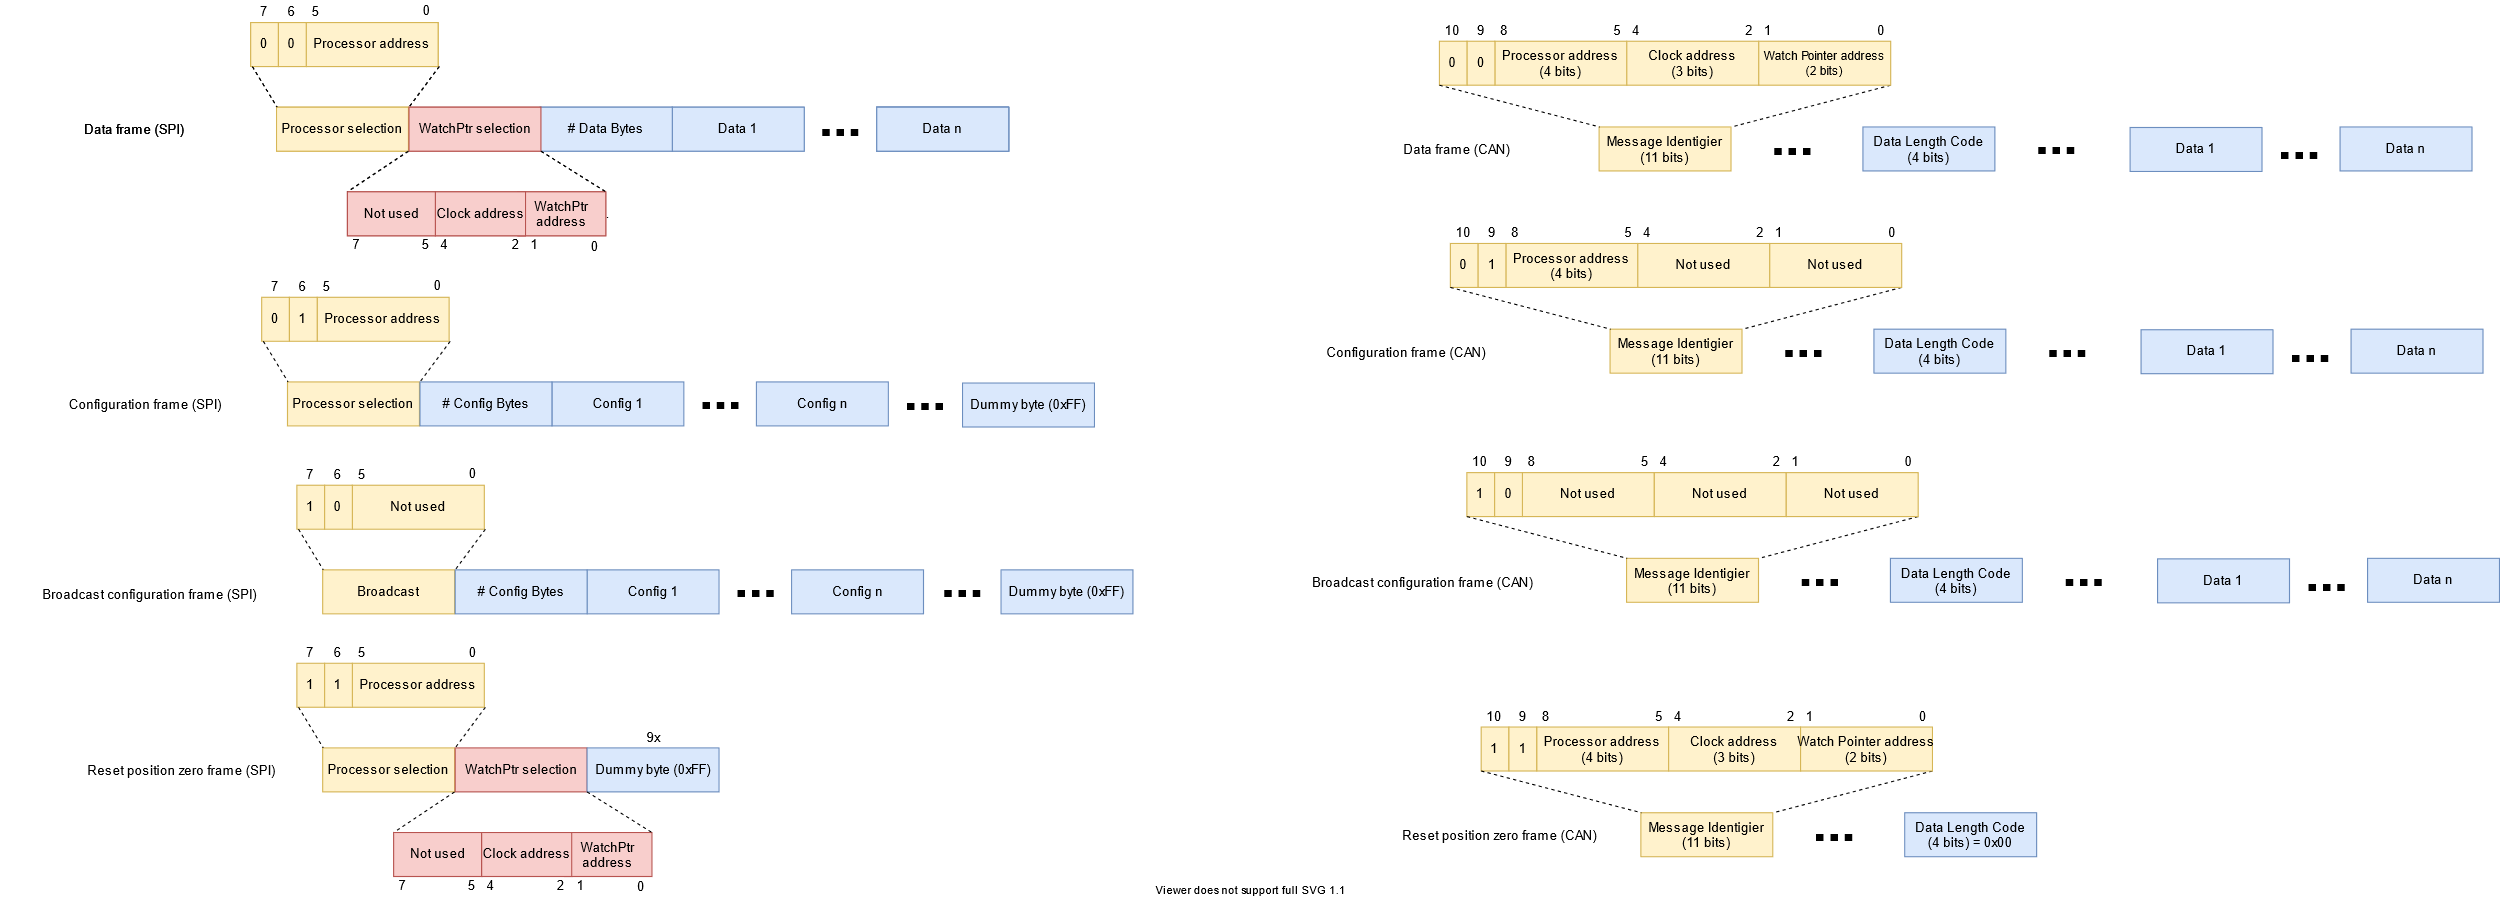 7 6 5 0
0 0 Processor address
Data frame (SPI)
Processor selection WatchPtr selection # Data Bytes Data 1 Data n
Not used Clock address WatchPtr
address
7 5 4 2 1 0
7 6 5 0
0 1 Processor address
Configuration frame (SPI)
Processor selection # Config Bytes Config 1 Config n Dummy byte (0xFF)
7 6 5 0
1 0 Not used
Broadcast configuration frame (SPI)
Broadcast # Config Bytes Config 1 Config n Dummy byte (0xFF)
7 6 5 0
1 1 Processor address
9x
Reset position zero frame (SPI)
Processor selection WatchPtr selection Dummy byte (0xFF)
Not used Clock address WatchPtr
address
7 5 4 2 1 0
10 9 8 5 4 2 1 0
0 0 Processor address Clock address Watch Pointer address
(4 bits) (3 bits) (2 bits)
Data frame (CAN)
Message Identigier Data Length Code Data 1 Data n
(11 bits) (4 bits)
10 9 8 5 4 2 1 0
0 1 Processor address Not used Not used
(4 bits)
Configuration frame (CAN)
Message Identigier Data Length Code Data 1 Data n
(11 bits) (4 bits)
10 9 8 5 4 2 1 0
1 0 Not used Not used Not used
Broadcast configuration frame (CAN)
Message Identigier Data Length Code Data 1 Data n
(11 bits) (4 bits)
10 9 8 5 4 2 1 0
1 1 Processor address Clock address Watch Pointer address
(4 bits) (3 bits) (2 bits)
Reset position zero frame (CAN)
Message Identigier Data Length Code
(11 bits) (4 bits) = 0x00
Viewer does not support full SVG 1.1